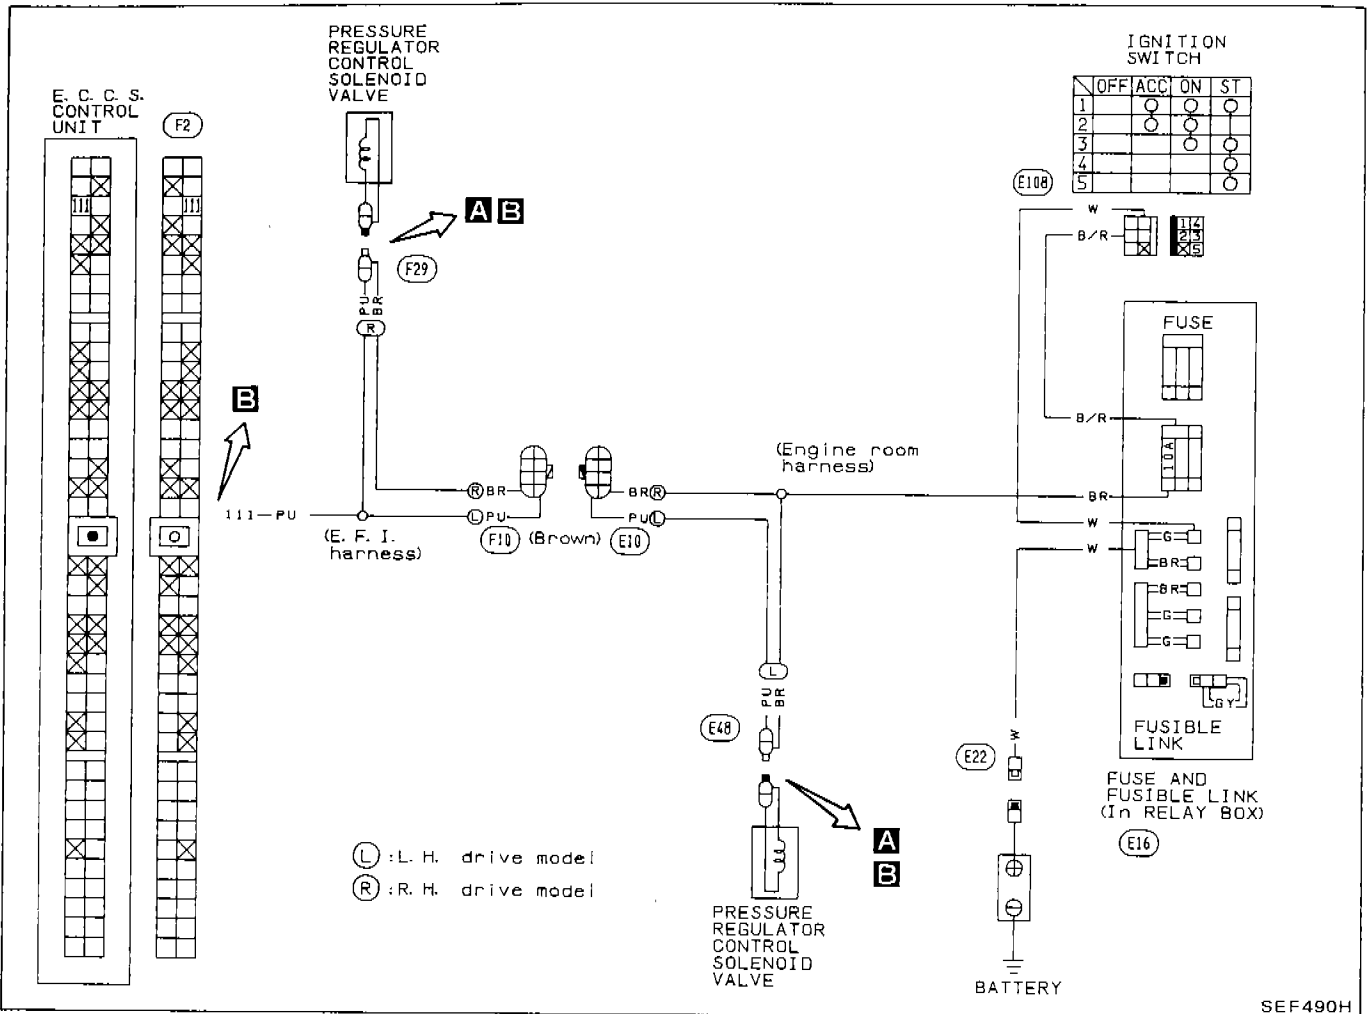 PRESSURE
REGULATOR
CONTROL
SOLENOID
VALVE
E. C. C. S.
CONTROL
UNIT
F2
111
111
A B
F29
PU
BR
R
B
111—PU
(E. F. I.
harness)
R BR
L PU
F10 (Brown) E10
BR R
PU L
(Engine room
harness)
IGNITION
SWITCH
OFF ACC ON ST
1
2
3
4
5
E108
W
B/R
1 4
2 3
5
FUSE
B/R
10A
BR
W
W
G
BR
BR
G
G
GY
FUSIBLE
LINK
FUSE AND
FUSIBLE LINK
(In RELAY BOX)
E16
L
PU
BR
E48
A
B
PRESSURE
REGULATOR
CONTROL
SOLENOID
VALVE
W
E22
BATTERY
L : L. H. drive model
R : R. H. drive model
SEF490H